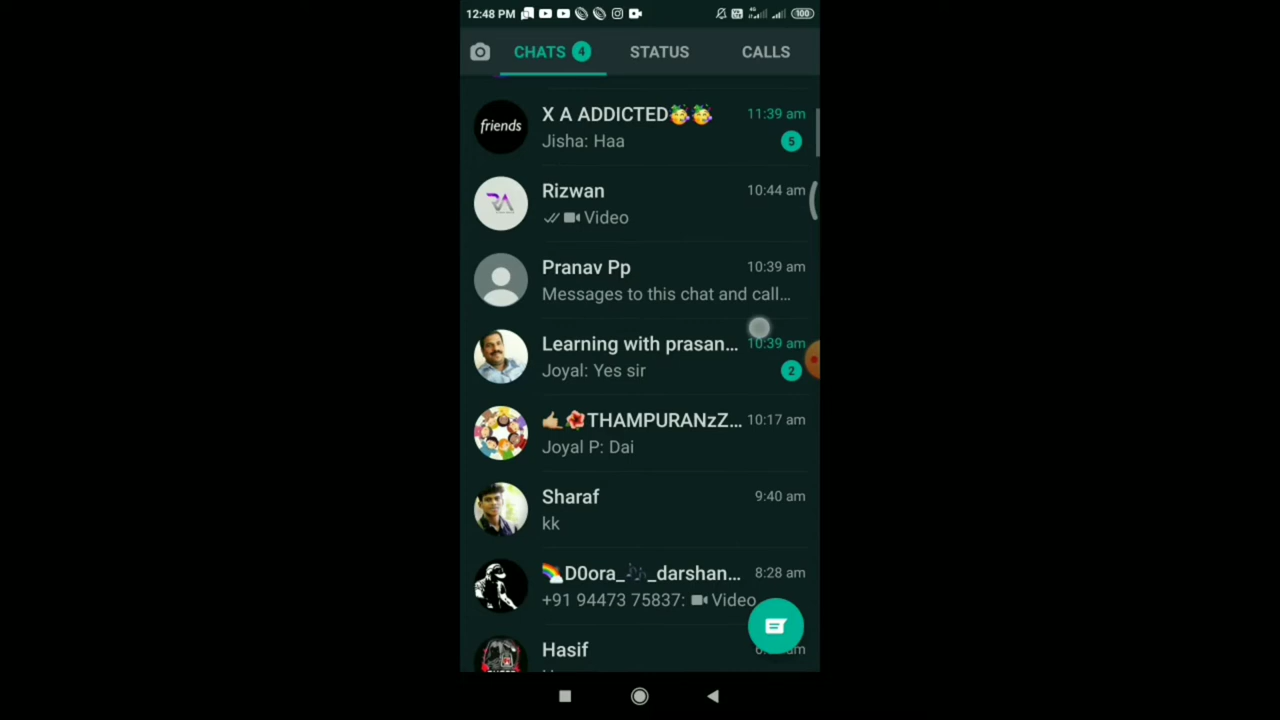 12:48 PM 4G 100
CHATS 4 STATUS CALLS
friends
X A ADDICTED🥳🥳 11:39 am
Jisha: Haa 5
RA
Rizwan 10:44 am
Video
Pranav Pp 10:39 am
Messages to this chat and call...
Learning with prasan... 10:39 am
Joyal: Yes sir 2
🤙🏼🌺THAMPURANzZ... 10:17 am
Joyal P: Dai
Sharaf 9:40 am
kk
🌈D0ora_🎶_darshan... 8:28 am
+91 94473 75837: Video
Hasif